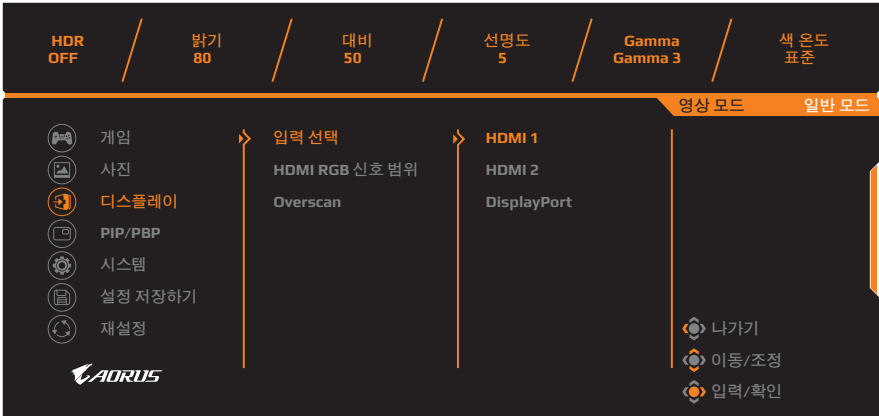 HDR
OFF
밝기
80
대비
50
선명도
5
Gamma
Gamma 3
색 온도
표준
영상 모드 일반 모드
게임
사진
디스플레이
PIP/PBP
시스템
설정 저장하기
재설정
입력 선택
HDMI RGB 신호 범위
Overscan
HDMI 1
HDMI 2
DisplayPort
나가기
이동/조정
입력/확인
AORUS